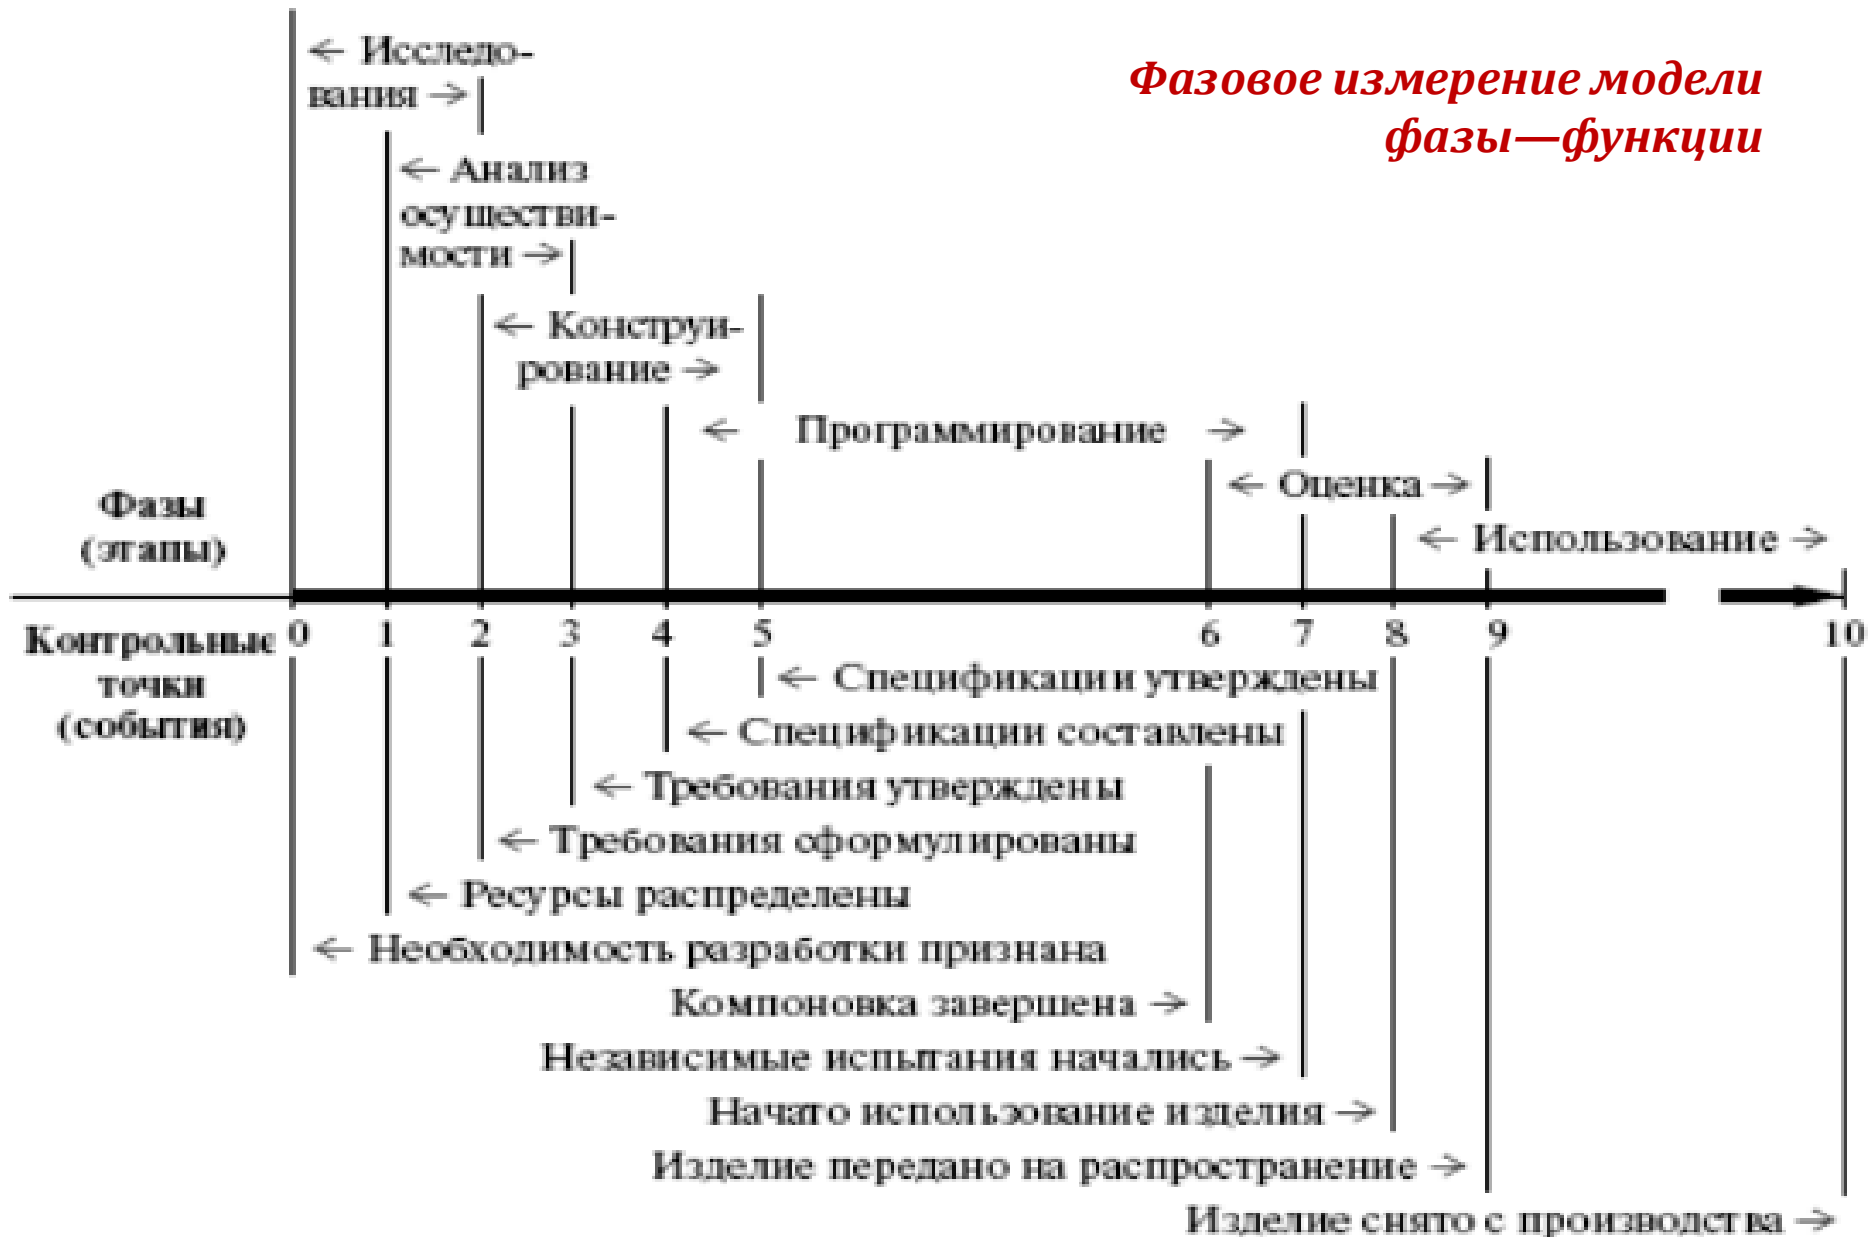 Фазовое измерение модели
фазы—функции
← Исследо-
вания →
← Анализ
осуществи-
мости →
← Конструи-
рование →
← Программирование →
← Оценка →
← Использование →
Фазы
(этапы)
Контрольные
точки
(события)
0 1 2 3 4 5 6 7 8 9 10
← Спецификации утверждены
← Спецификации составлены
← Требования утверждены
← Требования сформулированы
← Ресурсы распределены
← Необходимость разработки признана
Компоновка завершена →
Независимые испытания начались →
Начато использование изделия →
Изделие передано на распространение →
Изделие снято с производства →